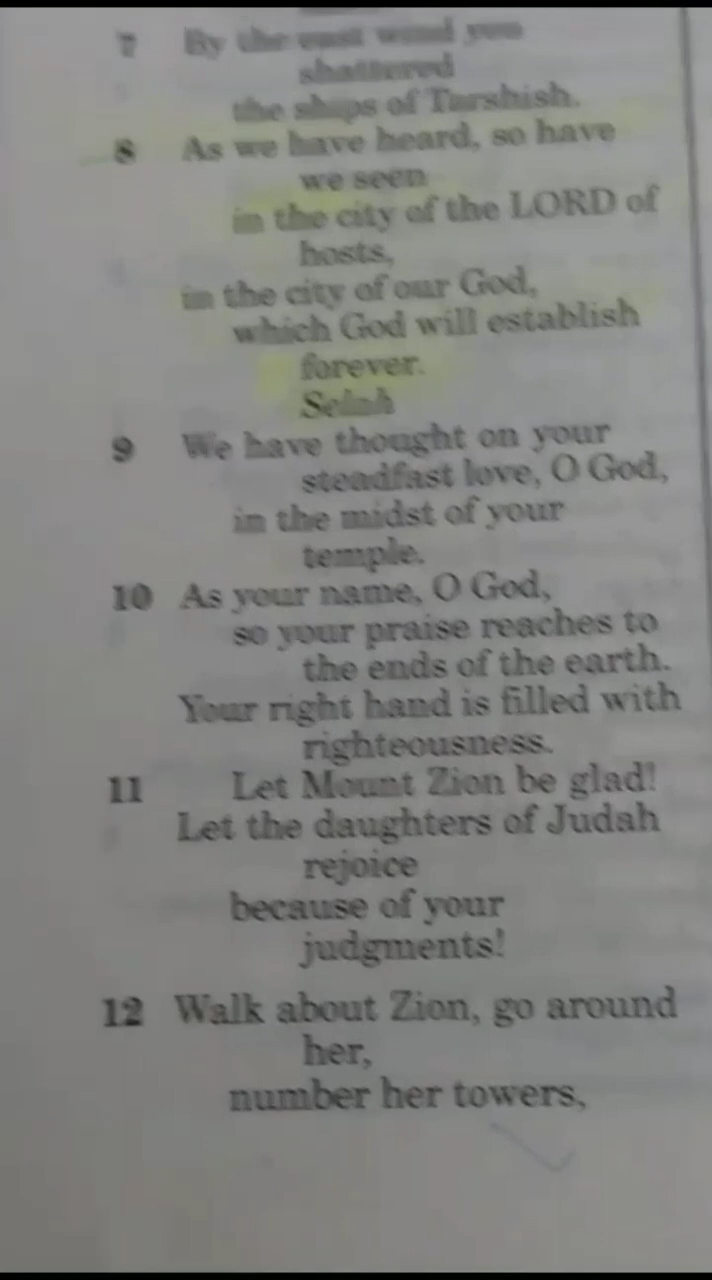 7 By the east wind you
shattered
the ships of Tarshish.
8 As we have heard, so have
we seen
in the city of the LORD of
hosts,
in the city of our God,
which God will establish
forever.
Selah
9 We have thought on your
steadfast love, O God,
in the midst of your
temple.
10 As your name, O God,
so your praise reaches to
the ends of the earth.
Your right hand is filled with
righteousness.
11 Let Mount Zion be glad!
Let the daughters of Judah
rejoice
because of your
judgments!
12 Walk about Zion, go around
her,
number her towers,